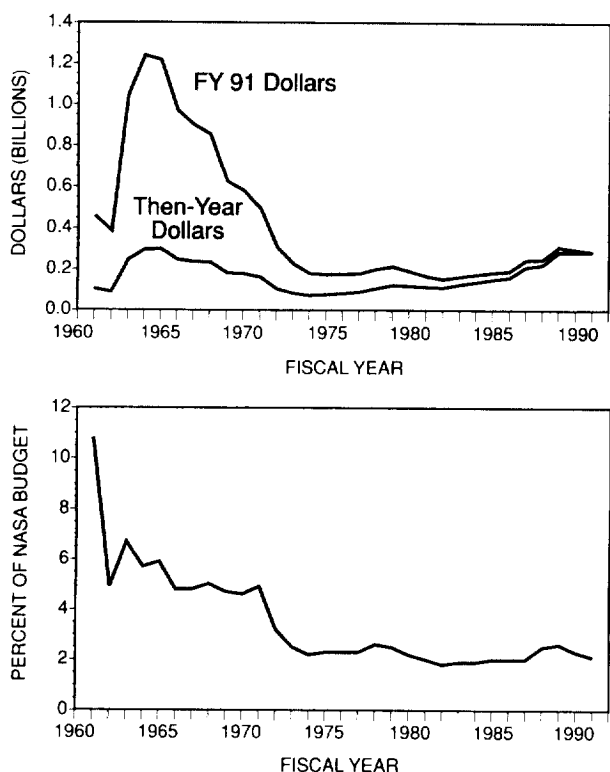 DOLLARS (BILLIONS)
1.4
1.2
1.0
0.8
0.6
0.4
0.2
0.0
FY 91 Dollars
Then-Year
Dollars
1960 1965 1970 1975 1980 1985 1990
FISCAL YEAR
PERCENT OF NASA BUDGET
12
10
8
6
4
2
0
1960 1965 1970 1975 1980 1985 1990
FISCAL YEAR